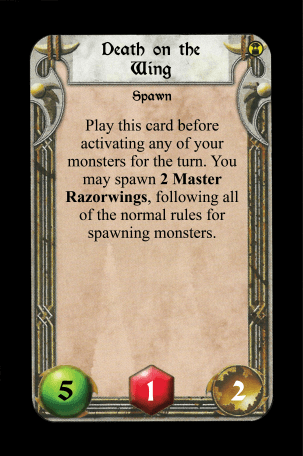 Death on the
Wing
Spawn
Play this card before
activating any of your
monsters for the turn. You
may spawn 2 Master
Razorwings, following all
of the normal rules for
spawning monsters.
5 1 2